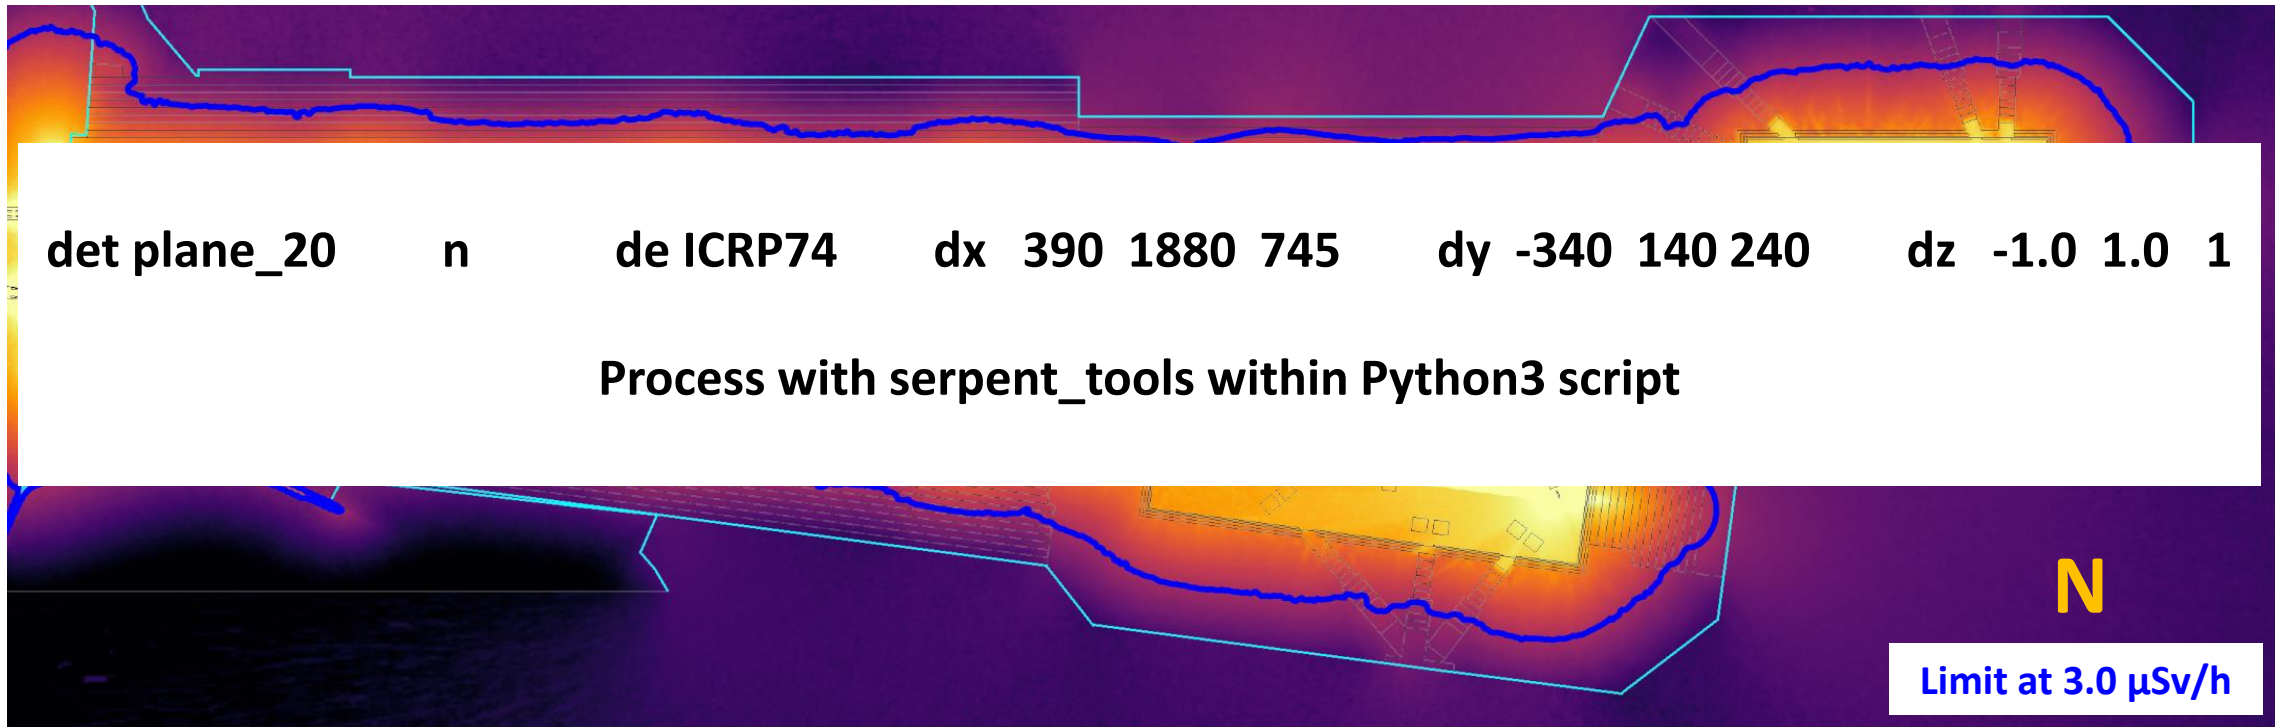 det plane_20 n de ICRP74 dx 390 1880 745 dy -340 140 240 dz -1.0 1.0 1
Process with serpent_tools within Python3 script
N
Limit at 3.0 µSv/h